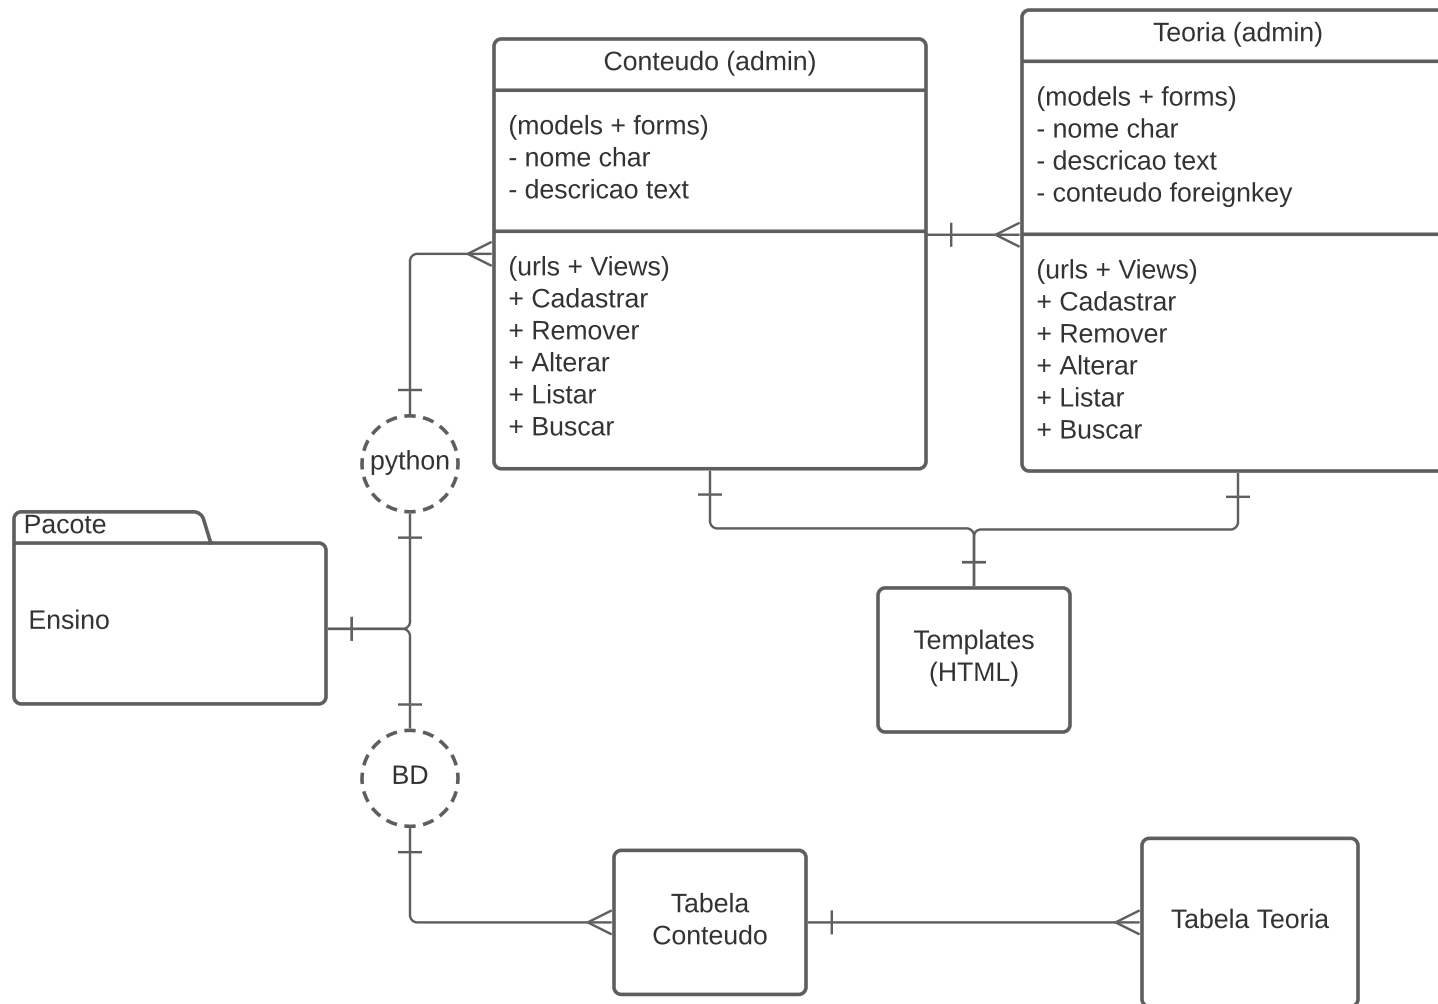 Conteudo (admin)
(models + forms)
- nome char
- descricao text
(urls + Views)
+ Cadastrar
+ Remover
+ Alterar
+ Listar
+ Buscar
Teoria (admin)
(models + forms)
- nome char
- descricao text
- conteudo foreignkey
(urls + Views)
+ Cadastrar
+ Remover
+ Alterar
+ Listar
+ Buscar
python
Pacote
Ensino
Templates
(HTML)
BD
Tabela
Conteudo
Tabela Teoria